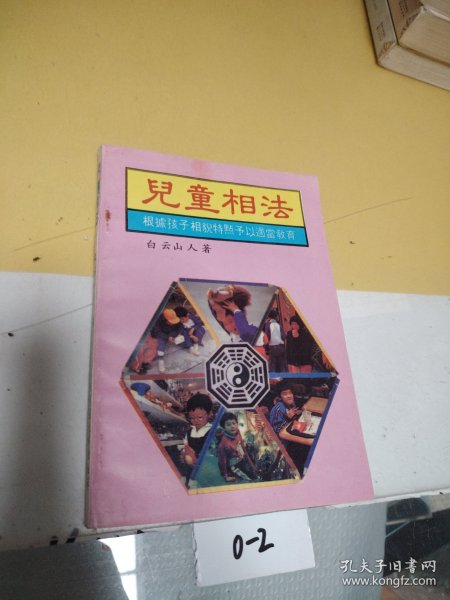 兒童相法
根據孩子相貌特點予以適當教育
白云山人著
0-2
孔夫子旧书网
www.kongfz.com